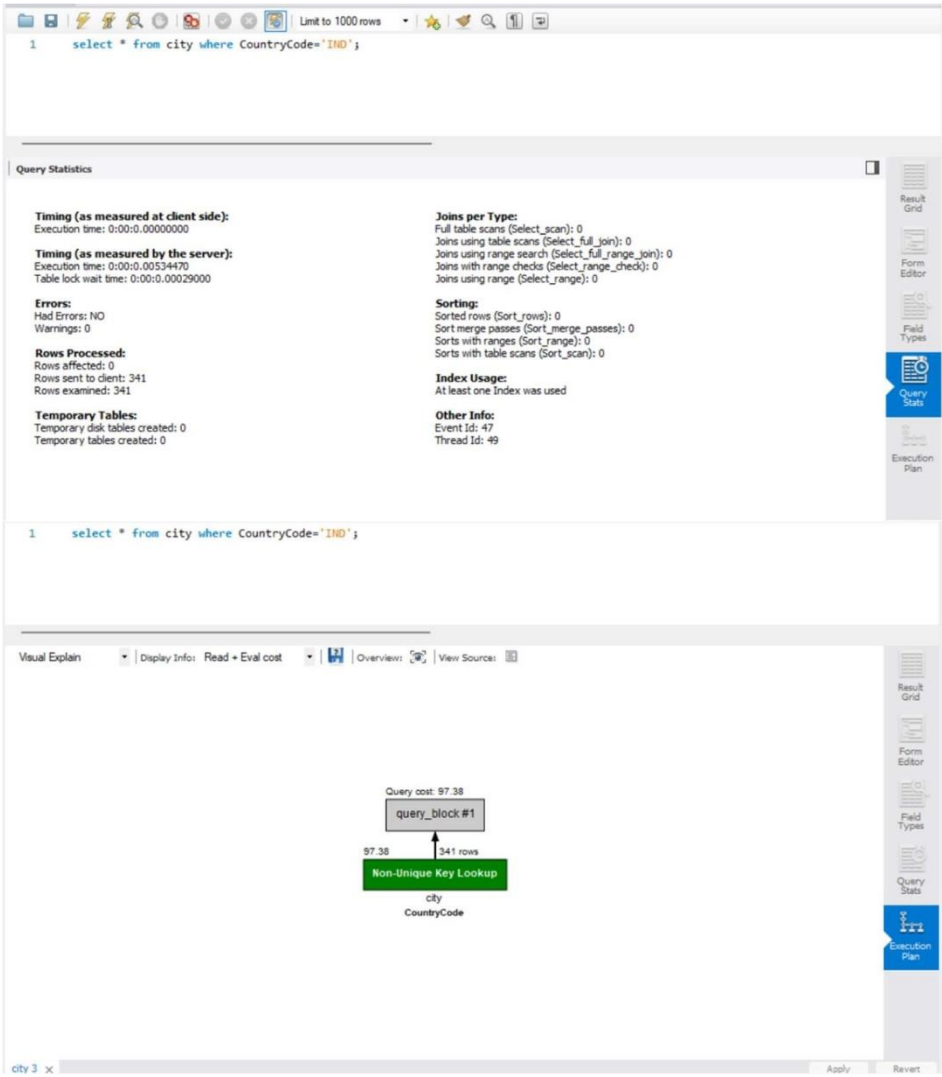 Limit to 1000 rows
1 select * from city where CountryCode='IND';
Query Statistics
Timing (as measured at client side):
Execution time: 0:00:0.00000000
Timing (as measured by the server):
Execution time: 0:00:0.00534470
Table lock wait time: 0:00:0.00029000
Errors:
Had Errors: NO
Warnings: 0
Rows Processed:
Rows affected: 0
Rows sent to client: 341
Rows examined: 341
Temporary Tables:
Temporary disk tables created: 0
Temporary tables created: 0
Joins per Type:
Full table scans (Select_scan): 0
Joins using table scans (Select_full_join): 0
Joins using range search (Select_full_range_join): 0
Joins with range checks (Select_range_check): 0
Joins using range (Select_range): 0
Sorting:
Sorted rows (Sort_rows): 0
Sort merge passes (Sort_merge_passes): 0
Sorts with ranges (Sort_range): 0
Sorts with table scans (Sort_scan): 0
Index Usage:
At least one Index was used
Other Info:
Event Id: 47
Thread Id: 49
Result
Grid
Form
Editor
Field
Types
Query
Stats
Execution
Plan
1 select * from city where CountryCode='IND';
Visual Explain Display Info: Read + Eval cost Overview: View Source:
Query cost: 97.38
query_block #1
97.38 341 rows
Non-Unique Key Lookup
city
CountryCode
Result
Grid
Form
Editor
Field
Types
Query
Stats
Execution
Plan
city 3 Apply Revert